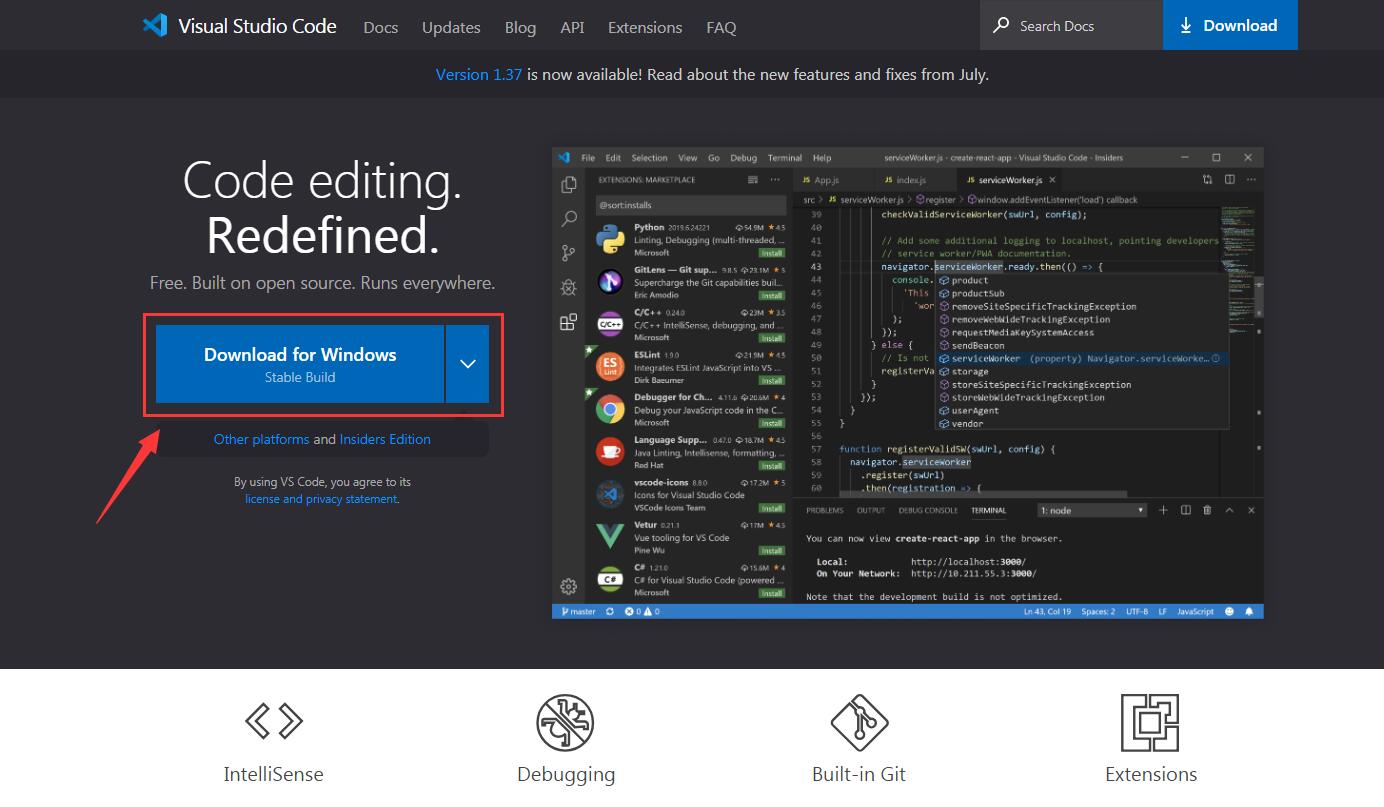 Visual Studio Code Docs Updates Blog API Extensions FAQ Search Docs Download
Version 1.37 is now available! Read about the new features and fixes from July.
Code editing.
Redefined.
Free. Built on open source. Runs everywhere.
Download for Windows
Stable Build
Other platforms and Insiders Edition
By using VS Code, you agree to its
license and privacy statement.
File Edit Selection View Go Debug Terminal Help serviceWorker.js - create-react-app - Visual Studio Code - Insiders
EXTENSIONS: MARKETPLACE
@sort:installs
Python 2019.6.24221 54.9M ★ 4.5
Linting, Debugging (multi-threaded, ...
Microsoft Install
GitLens — Git sup... 9.8.5 23.1M ★ 5
Supercharge the Git capabilities buil...
Eric Amodio Install
C/C++ 0.24.0 23M ★ 3.5
C/C++ IntelliSense, debugging, and ...
Microsoft Install
ESLint 1.9.0 21.9M ★ 4.5
Integrates ESLint JavaScript into VS ...
Dirk Baeumer Install
Debugger for Ch... 4.11.6 20.6M ★ 4
Debug your JavaScript code in the C...
Microsoft Install
Language Supp... 0.47.0 18.7M ★ 4.5
Java Linting, Intellisense, formatting, ...
Red Hat Install
vscode-icons 8.8.0 17.2M ★ 5
Icons for Visual Studio Code
VSCode Icons Team Install
Vetur 0.21.1 17M ★ 4.5
Vue tooling for VS Code
Pine Wu Install
C# 1.21.0 15.6M ★ 4
C# for Visual Studio Code (powered ...
Microsoft Install
JS App.js JS index.js JS serviceWorker.js
src > JS serviceWorker.js > register > window.addEventListener('load') callback
39 checkValidServiceWorker(swUrl, config);
40
41 // Add some additional logging to localhost, pointing developers
42 // service worker/PWA documentation.
43 navigator.serviceWorker.ready.then(() => {
44 console.
45 'This
46 'wor
47 );
48 });
49 } else {
50 // Is not
51 registerVa
52 }
53 });
54 }
55 }
56
57 function registerValidSW(swUrl, config) {
58 navigator.serviceWorker
59 .register(swUrl)
60 .then(registration => {
product
productSub
removeSiteSpecificTrackingException
removeWebWideTrackingException
requestMediaKeySystemAccess
sendBeacon
serviceWorker (property) Navigator.serviceWorke...
storage
storeSiteSpecificTrackingException
storeWebWideTrackingException
userAgent
vendor
PROBLEMS OUTPUT DEBUG CONSOLE TERMINAL 1: node
You can now view create-react-app in the browser.
Local: http://localhost:3000/
On Your Network: http://10.211.55.3:3000/
Note that the development build is not optimized.
master 0 0 Ln 43, Col 19 Spaces: 2 UTF-8 LF JavaScript
IntelliSense
Debugging
Built-in Git
Extensions